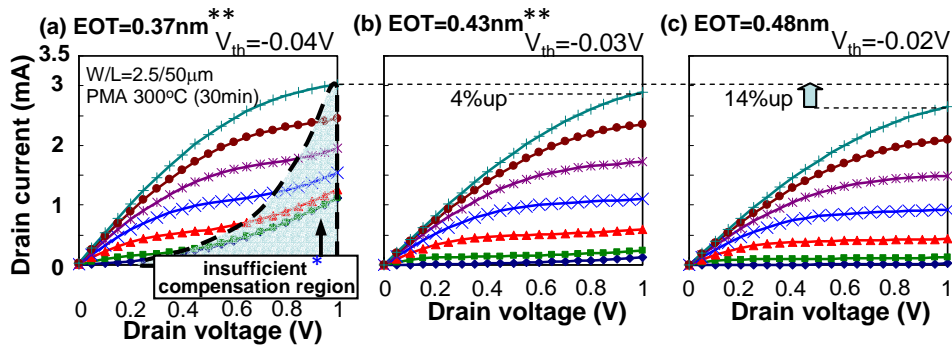 (a) EOT=0.37nm**
V_th=-0.04V
(b) EOT=0.43nm**
V_th=-0.03V
(c) EOT=0.48nm
V_th=-0.02V
Drain current (mA)
3.5
3
2
1
0
W/L=2.5/50μm
PMA 300°C (30min)
4%up
14%up
insufficient*
compensation region
0 0.2 0.4 0.6 0.8 1
0 0.2 0.4 0.6 0.8 1
0 0.2 0.4 0.6 0.8 1
Drain voltage (V)
Drain voltage (V)
Drain voltage (V)